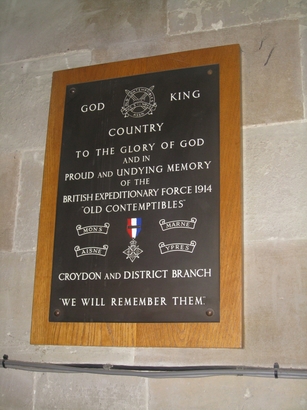 GOD KING
COUNTRY
TO THE GLORY OF GOD
AND IN
PROUD AND UNDYING MEMORY
OF THE
BRITISH EXPEDITIONARY FORCE 1914
"OLD CONTEMPTIBLES"
MONS MARNE
AISNE YPRES
CROYDON AND DISTRICT BRANCH
"WE WILL REMEMBER THEM"